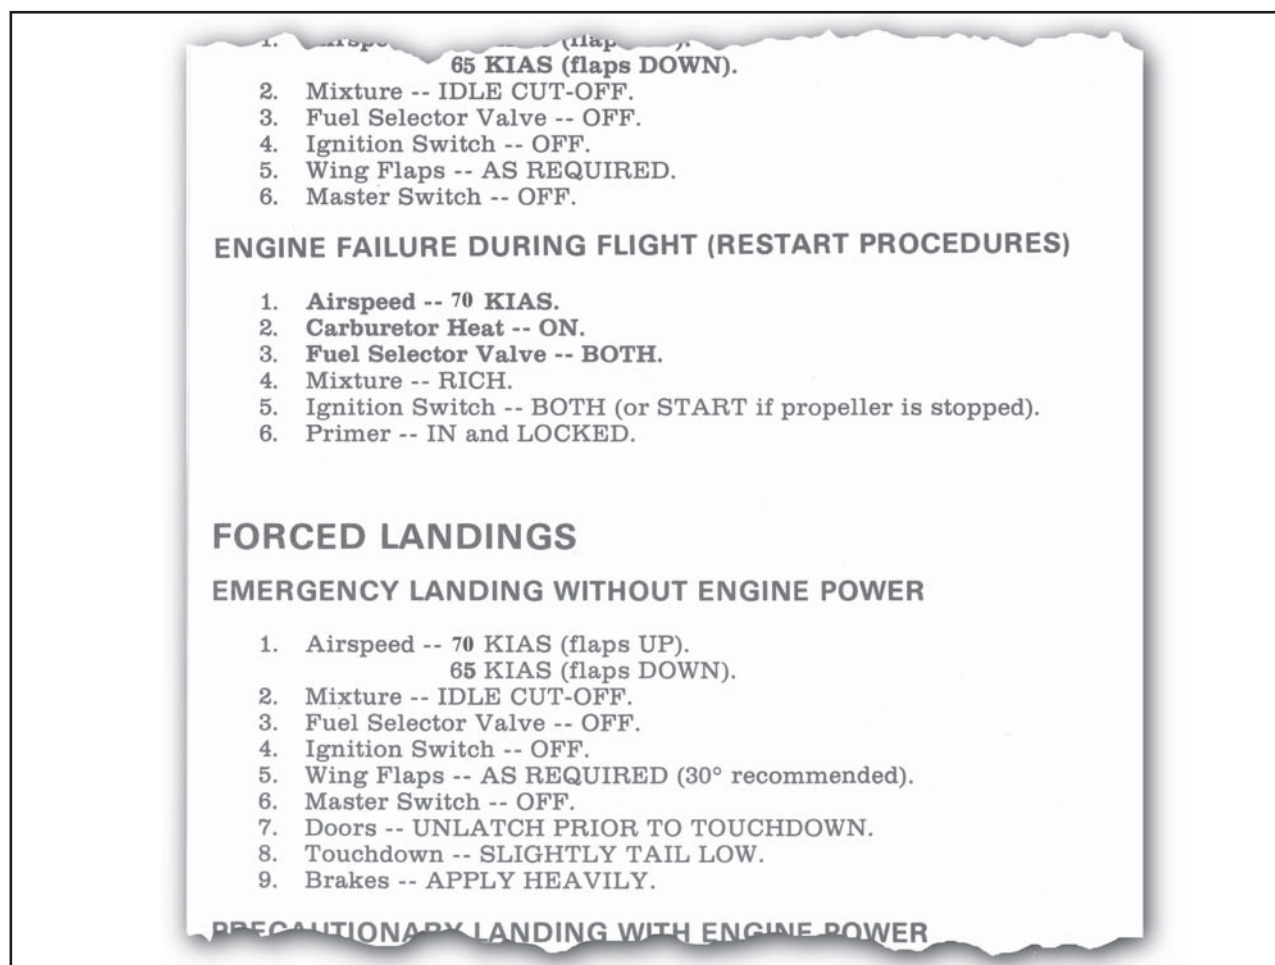 65 KIAS (flaps DOWN).
2. Mixture -- IDLE CUT-OFF.
3. Fuel Selector Valve -- OFF.
4. Ignition Switch -- OFF.
5. Wing Flaps -- AS REQUIRED.
6. Master Switch -- OFF.
ENGINE FAILURE DURING FLIGHT (RESTART PROCEDURES)
1. Airspeed -- 70 KIAS.
2. Carburetor Heat -- ON.
3. Fuel Selector Valve -- BOTH.
4. Mixture -- RICH.
5. Ignition Switch -- BOTH (or START if propeller is stopped).
6. Primer -- IN and LOCKED.
FORCED LANDINGS
EMERGENCY LANDING WITHOUT ENGINE POWER
1. Airspeed -- 70 KIAS (flaps UP).
65 KIAS (flaps DOWN).
2. Mixture -- IDLE CUT-OFF.
3. Fuel Selector Valve -- OFF.
4. Ignition Switch -- OFF.
5. Wing Flaps -- AS REQUIRED (30° recommended).
6. Master Switch -- OFF.
7. Doors -- UNLATCH PRIOR TO TOUCHDOWN.
8. Touchdown -- SLIGHTLY TAIL LOW.
9. Brakes -- APPLY HEAVILY.
PRECAUTIONARY LANDING WITH ENGINE POWER